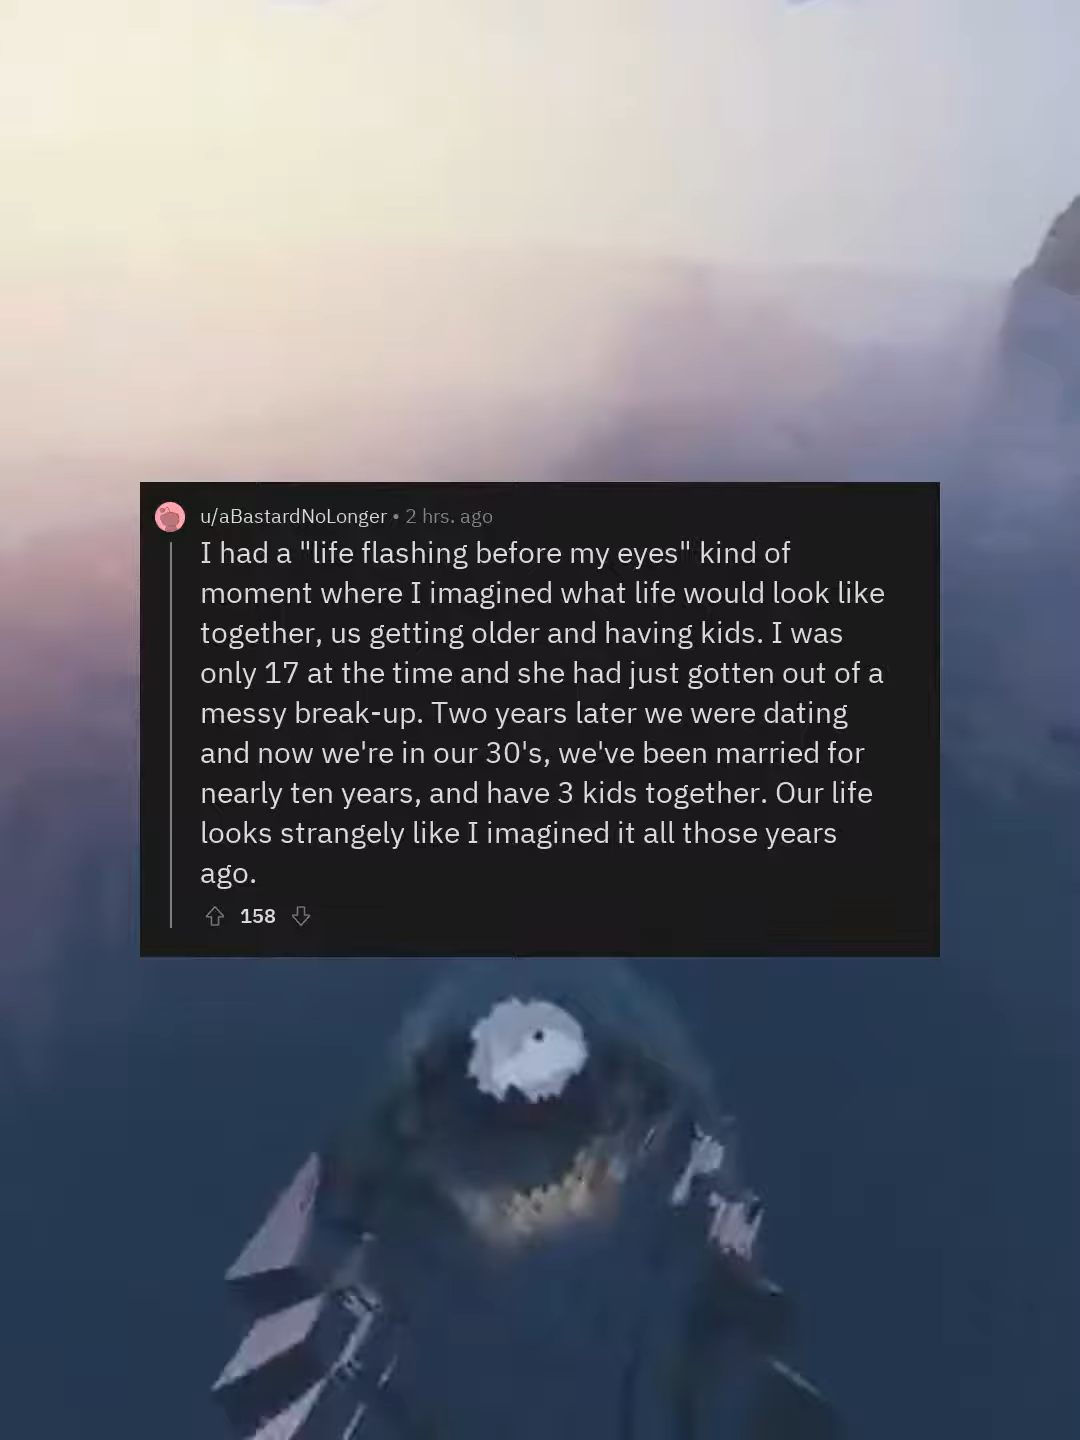 u/aBastardNoLonger • 2 hrs. ago
I had a "life flashing before my eyes" kind of
moment where I imagined what life would look like
together, us getting older and having kids. I was
only 17 at the time and she had just gotten out of a
messy break-up. Two years later we were dating
and now we're in our 30's, we've been married for
nearly ten years, and have 3 kids together. Our life
looks strangely like I imagined it all those years
ago.
158